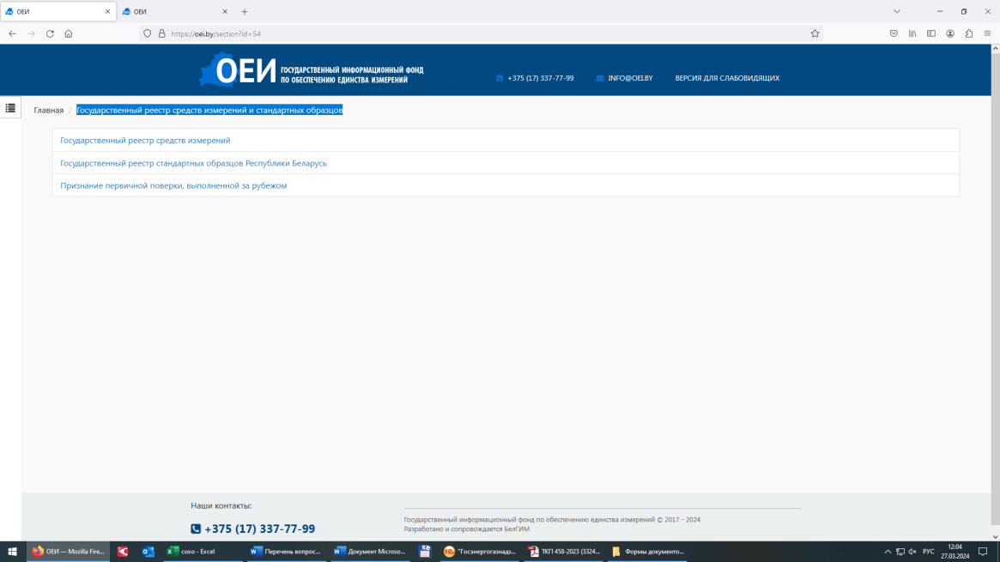 ОЕИ
ОЕИ
https://oei.by/section?id=54
ОЕИ
ГОСУДАРСТВЕННЫЙ ИНФОРМАЦИОННЫЙ ФОНД
ПО ОБЕСПЕЧЕНИЮ ЕДИНСТВА ИЗМЕРЕНИЙ
+375 (17) 337-77-99
INFO@OEI.BY
ВЕРСИЯ ДЛЯ СЛАБОВИДЯЩИХ
Главная / Государственный реестр средств измерений и стандартных образцов
Государственный реестр средств измерений
Государственный реестр стандартных образцов Республики Беларусь
Признание первичной поверки, выполненной за рубежом
Наши контакты:
+375 (17) 337-77-99
Государственный информационный фонд по обеспечению единства измерений © 2017 - 2024
Разработано и сопровождается БелГИМ
ОЕИ — Mozilla Fire...
сохо - Excel
Перечень вопрос...
Документ Microso...
"Госэнергогазнадз...
ТКП 458-2023 (3324...
Формы документо...
РУС
12:04
27.03.2024